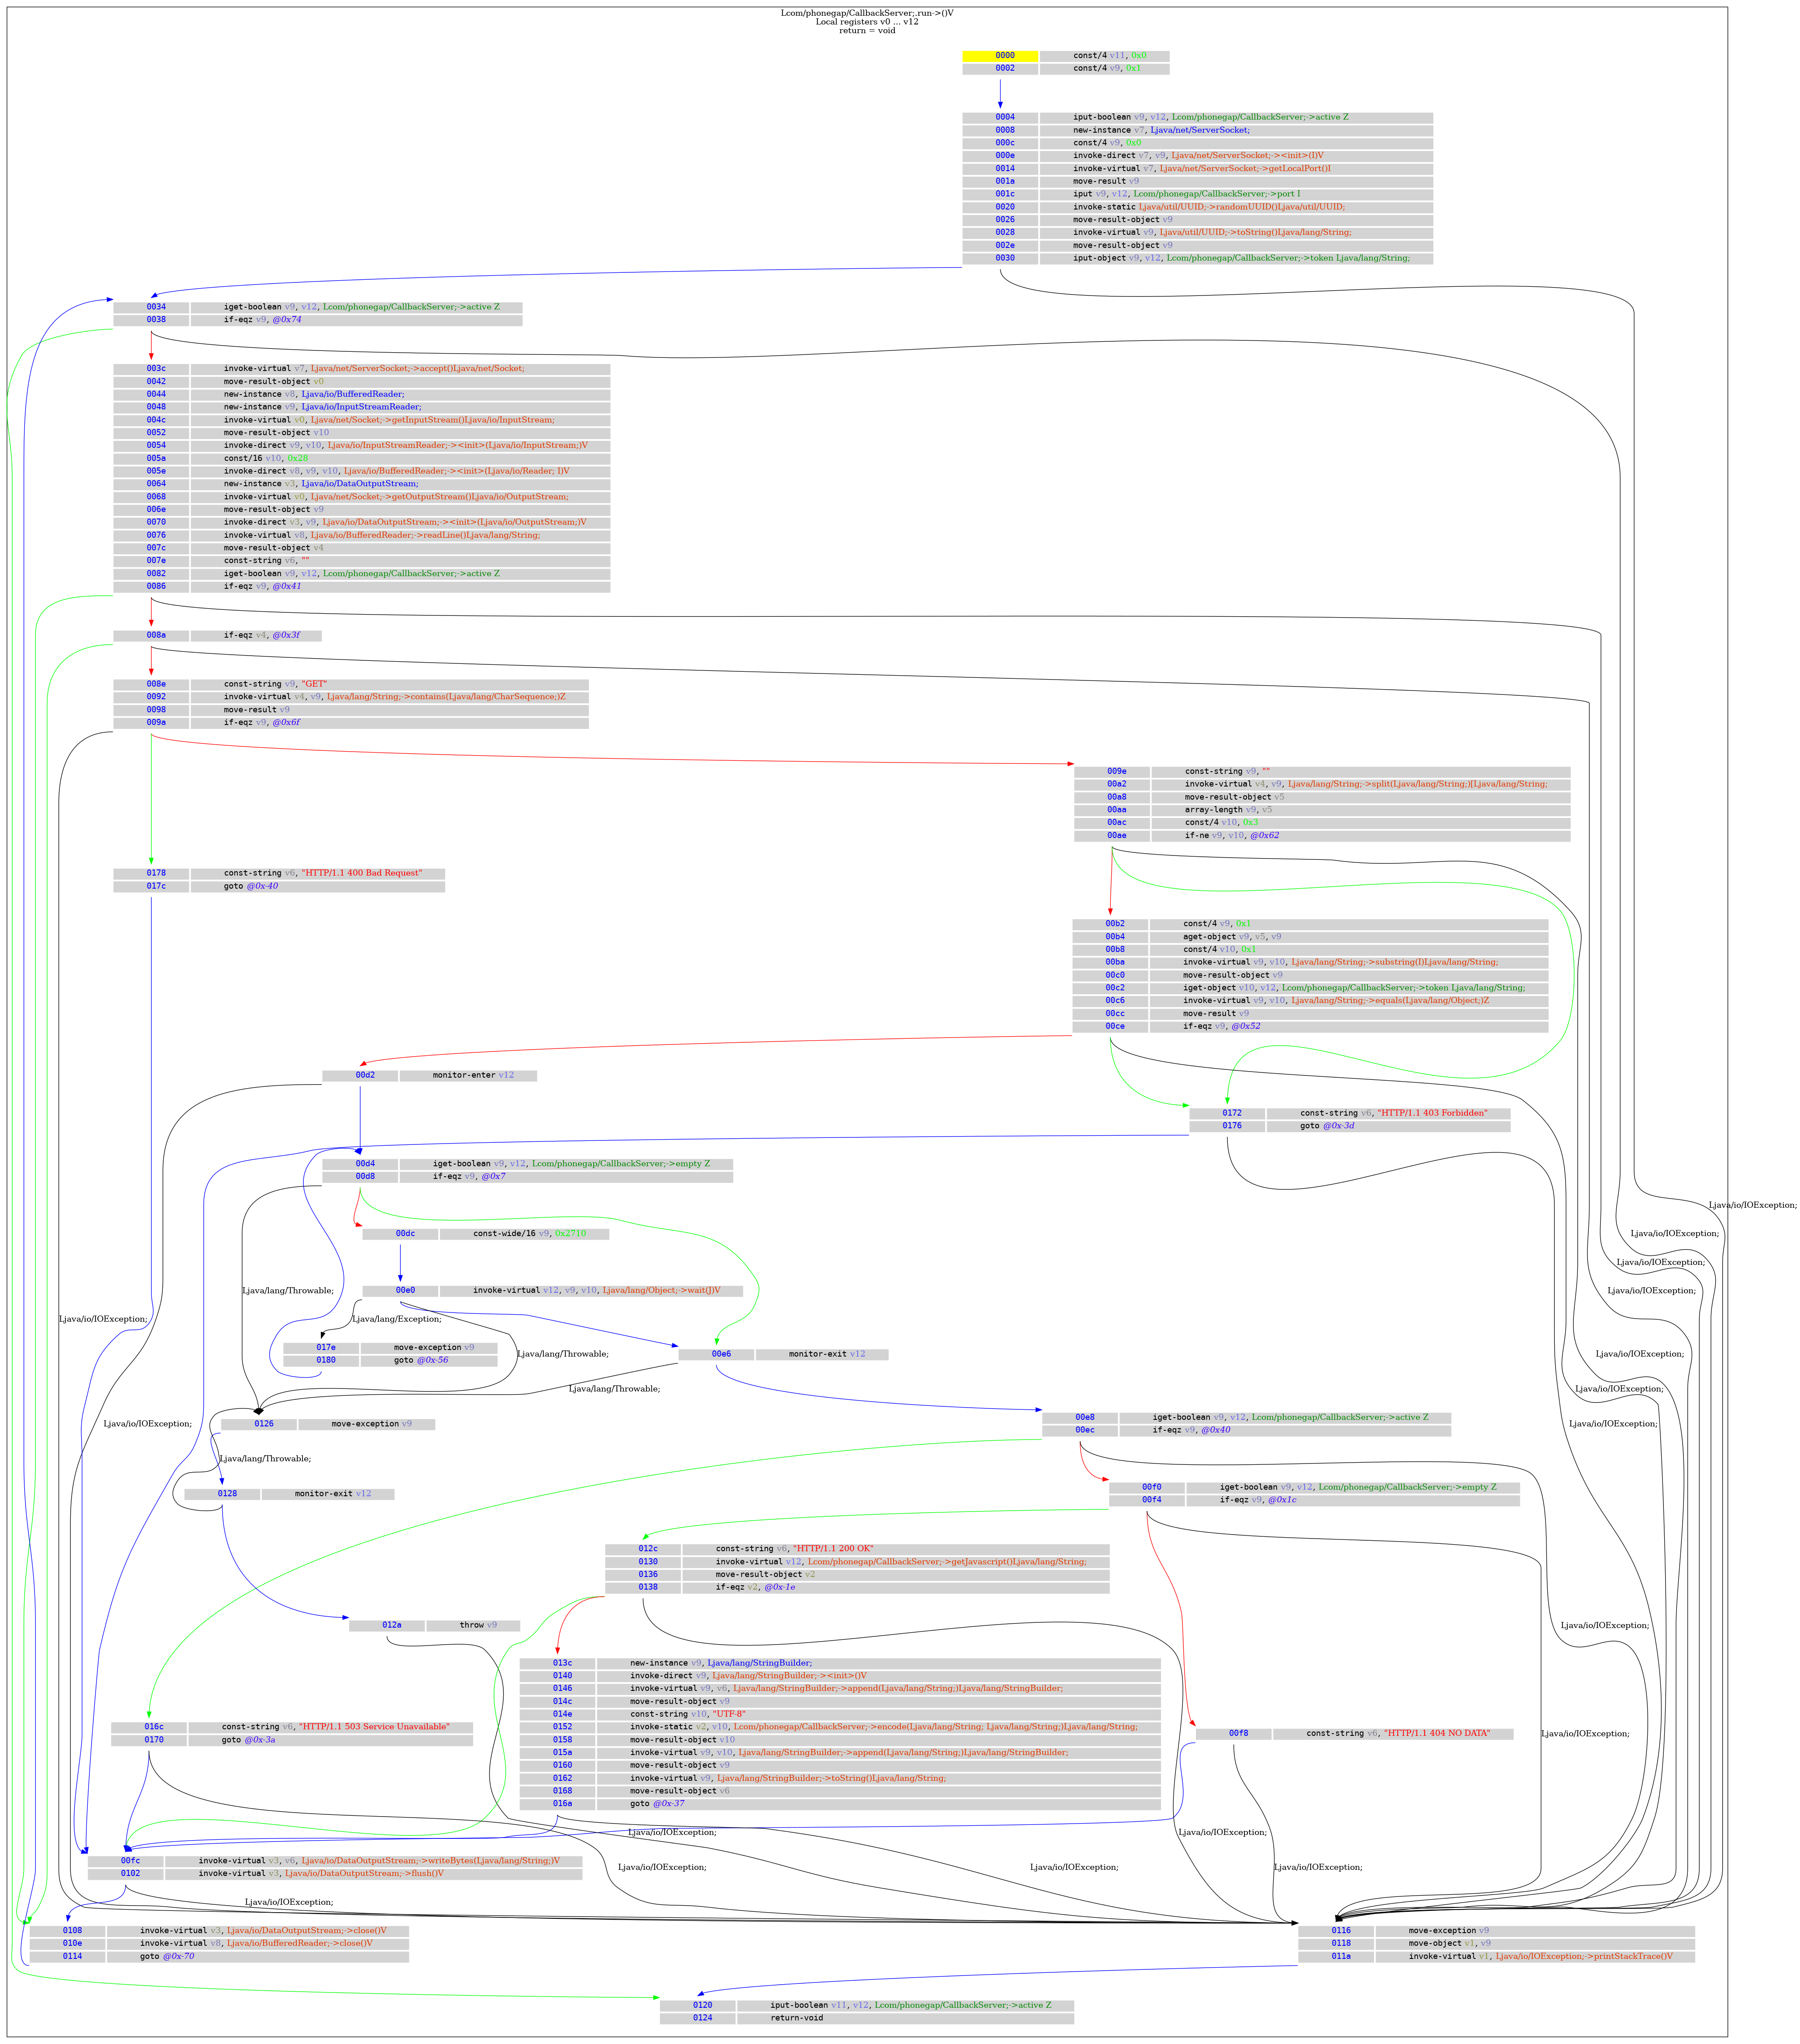 Lcom/phonegap/CallbackServer;.run->()V
Local registers v0 ... v12
return = void
0000 const/4 v11, 0x0
0002 const/4 v9, 0x1
0004 iput-boolean v9, v12, Lcom/phonegap/CallbackServer;->active Z
0008 new-instance v7, Ljava/net/ServerSocket;
000c const/4 v9, 0x0
000e invoke-direct v7, v9, Ljava/net/ServerSocket;-><init>(I)V
0014 invoke-virtual v7, Ljava/net/ServerSocket;->getLocalPort()I
001a move-result v9
001c iput v9, v12, Lcom/phonegap/CallbackServer;->port I
0020 invoke-static Ljava/util/UUID;->randomUUID()Ljava/util/UUID;
0026 move-result-object v9
0028 invoke-virtual v9, Ljava/util/UUID;->toString()Ljava/lang/String;
002e move-result-object v9
0030 iput-object v9, v12, Lcom/phonegap/CallbackServer;->token Ljava/lang/String;
0034 iget-boolean v9, v12, Lcom/phonegap/CallbackServer;->active Z
0038 if-eqz v9, @0x74
003c invoke-virtual v7, Ljava/net/ServerSocket;->accept()Ljava/net/Socket;
0042 move-result-object v0
0044 new-instance v8, Ljava/io/BufferedReader;
0048 new-instance v9, Ljava/io/InputStreamReader;
004c invoke-virtual v0, Ljava/net/Socket;->getInputStream()Ljava/io/InputStream;
0052 move-result-object v10
0054 invoke-direct v9, v10, Ljava/io/InputStreamReader;-><init>(Ljava/io/InputStream;)V
005a const/16 v10, 0x28
005e invoke-direct v8, v9, v10, Ljava/io/BufferedReader;-><init>(Ljava/io/Reader; I)V
0064 new-instance v3, Ljava/io/DataOutputStream;
0068 invoke-virtual v0, Ljava/net/Socket;->getOutputStream()Ljava/io/OutputStream;
006e move-result-object v9
0070 invoke-direct v3, v9, Ljava/io/DataOutputStream;-><init>(Ljava/io/OutputStream;)V
0076 invoke-virtual v8, Ljava/io/BufferedReader;->readLine()Ljava/lang/String;
007c move-result-object v4
007e const-string v6, ""
0082 iget-boolean v9, v12, Lcom/phonegap/CallbackServer;->active Z
0086 if-eqz v9, @0x41
008a if-eqz v4, @0x3f
008e const-string v9, "GET"
0092 invoke-virtual v4, v9, Ljava/lang/String;->contains(Ljava/lang/CharSequence;)Z
0098 move-result v9
009a if-eqz v9, @0x6f
009e const-string v9, ""
00a2 invoke-virtual v4, v9, Ljava/lang/String;->split(Ljava/lang/String;)[Ljava/lang/String;
00a8 move-result-object v5
00aa array-length v9, v5
00ac const/4 v10, 0x3
00ae if-ne v9, v10, @0x62
0178 const-string v6, "HTTP/1.1 400 Bad Request"
017c goto @0x-40
00b2 const/4 v9, 0x1
00b4 aget-object v9, v5, v9
00b8 const/4 v10, 0x1
00ba invoke-virtual v9, v10, Ljava/lang/String;->substring(I)Ljava/lang/String;
00c0 move-result-object v9
00c2 iget-object v10, v12, Lcom/phonegap/CallbackServer;->token Ljava/lang/String;
00c6 invoke-virtual v9, v10, Ljava/lang/String;->equals(Ljava/lang/Object;)Z
00cc move-result v9
00ce if-eqz v9, @0x52
00d2 monitor-enter v12
0172 const-string v6, "HTTP/1.1 403 Forbidden"
0176 goto @0x-3d
00d4 iget-boolean v9, v12, Lcom/phonegap/CallbackServer;->empty Z
00d8 if-eqz v9, @0x7
Ljava/io/IOException;
00dc const-wide/16 v9, 0x2710
Ljava/io/IOException;
Ljava/io/IOException;
00e0 invoke-virtual v12, v9, v10, Ljava/lang/Object;->wait(J)V
Ljava/lang/Throwable;
Ljava/io/IOException;
Ljava/io/IOException;
Ljava/lang/Exception;
017e move-exception v9
0180 goto @0x-56
Ljava/lang/Throwable;
00e6 monitor-exit v12
Ljava/io/IOException;
Ljava/lang/Throwable;
Ljava/io/IOException;
0126 move-exception v9
Ljava/io/IOException;
00e8 iget-boolean v9, v12, Lcom/phonegap/CallbackServer;->active Z
00ec if-eqz v9, @0x40
Ljava/io/IOException;
Ljava/lang/Throwable;
0128 monitor-exit v12
00f0 iget-boolean v9, v12, Lcom/phonegap/CallbackServer;->empty Z
00f4 if-eqz v9, @0x1c
012c const-string v6, "HTTP/1.1 200 OK"
0130 invoke-virtual v12, Lcom/phonegap/CallbackServer;->getJavascript()Ljava/lang/String;
0136 move-result-object v2
0138 if-eqz v2, @0x-1e
012a throw v9
Ljava/io/IOException;
013c new-instance v9, Ljava/lang/StringBuilder;
0140 invoke-direct v9, Ljava/lang/StringBuilder;-><init>()V
0146 invoke-virtual v9, v6, Ljava/lang/StringBuilder;->append(Ljava/lang/String;)Ljava/lang/StringBuilder;
014c move-result-object v9
014e const-string v10, "UTF-8"
0152 invoke-static v2, v10, Lcom/phonegap/CallbackServer;->encode(Ljava/lang/String; Ljava/lang/String;)Ljava/lang/String;
0158 move-result-object v10
015a invoke-virtual v9, v10, Ljava/lang/StringBuilder;->append(Ljava/lang/String;)Ljava/lang/StringBuilder;
0160 move-result-object v9
0162 invoke-virtual v9, Ljava/lang/StringBuilder;->toString()Ljava/lang/String;
0168 move-result-object v6
016a goto @0x-37
016c const-string v6, "HTTP/1.1 503 Service Unavailable"
0170 goto @0x-3a
00f8 const-string v6, "HTTP/1.1 404 NO DATA"
Ljava/io/IOException;
Ljava/io/IOException;
Ljava/io/IOException;
00fc invoke-virtual v3, v6, Ljava/io/DataOutputStream;->writeBytes(Ljava/lang/String;)V
0102 invoke-virtual v3, Ljava/io/DataOutputStream;->flush()V
Ljava/io/IOException;
Ljava/io/IOException;
Ljava/io/IOException;
Ljava/io/IOException;
0108 invoke-virtual v3, Ljava/io/DataOutputStream;->close()V
010e invoke-virtual v8, Ljava/io/BufferedReader;->close()V
0114 goto @0x-70
0116 move-exception v9
0118 move-object v1, v9
011a invoke-virtual v1, Ljava/io/IOException;->printStackTrace()V
0120 iput-boolean v11, v12, Lcom/phonegap/CallbackServer;->active Z
0124 return-void